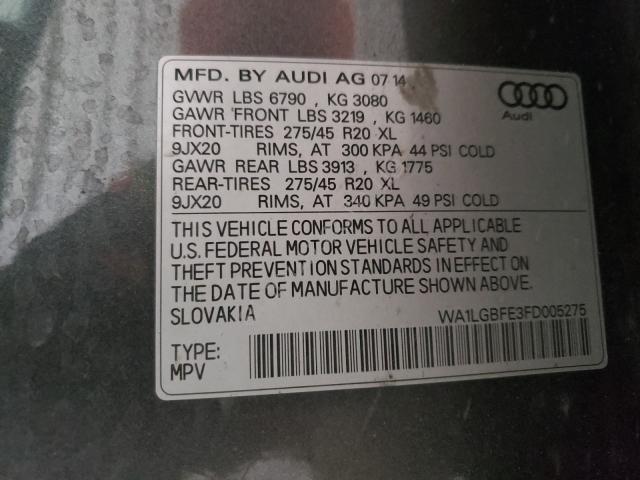 MFD. BY AUDI AG 07 14
GVWR LBS 6790 , KG 3080
GAWR FRONT LBS 3219 , KG 1460
FRONT-TIRES 275/45 R20 XL
9JX20 RIMS, AT 300 KPA 44 PSI COLD
GAWR REAR LBS 3913 , KG 1775
REAR-TIRES 275/45 R20 XL
9JX20 RIMS, AT 340 KPA 49 PSI COLD
Audi
THIS VEHICLE CONFORMS TO ALL APPLICABLE
U.S. FEDERAL MOTOR VEHICLE SAFETY AND
THEFT PREVENTION STANDARDS IN EFFECT ON
THE DATE OF MANUFACTURE SHOWN ABOVE.
SLOVAKIA WA1LGBFE3FD005275
TYPE:
MPV